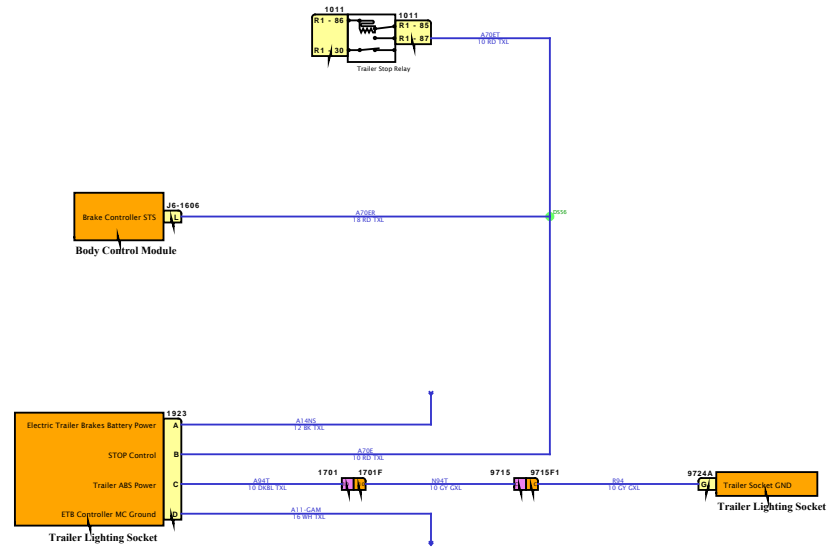 1011
1011
R1 - 86
R1 - 85
R1 - 87
R1 - 30
Trailer Stop Relay
A70ET
10 RD TXL
J6-1606
Brake Controller STS
L
A70ER
18 RD TXL
DS56
Body Control Module
1923
Electric Trailer Brakes Battery Power
A
A14NS
12 BK TXL
STOP Control
B
A70E
10 RD TXL
1701
1701F
9715
9715F1
9724A
Trailer ABS Power
C
A94T
10 DKBL TXL
N94T
10 GY GXL
R94
10 GY GXL
G
Trailer Socket GND
Trailer Lighting Socket
ETB Controller MC Ground
D
A11-GAM
16 WH TXL
Trailer Lighting Socket